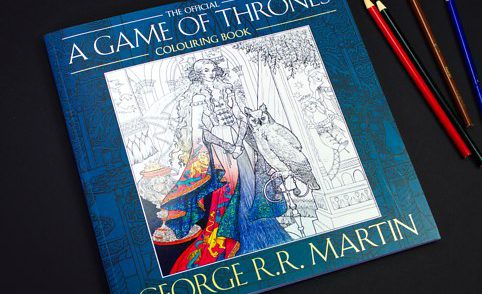 THE OFFICIAL
A GAME OF THRONES
COLOURING BOOK
GEORGE R.R. MARTIN